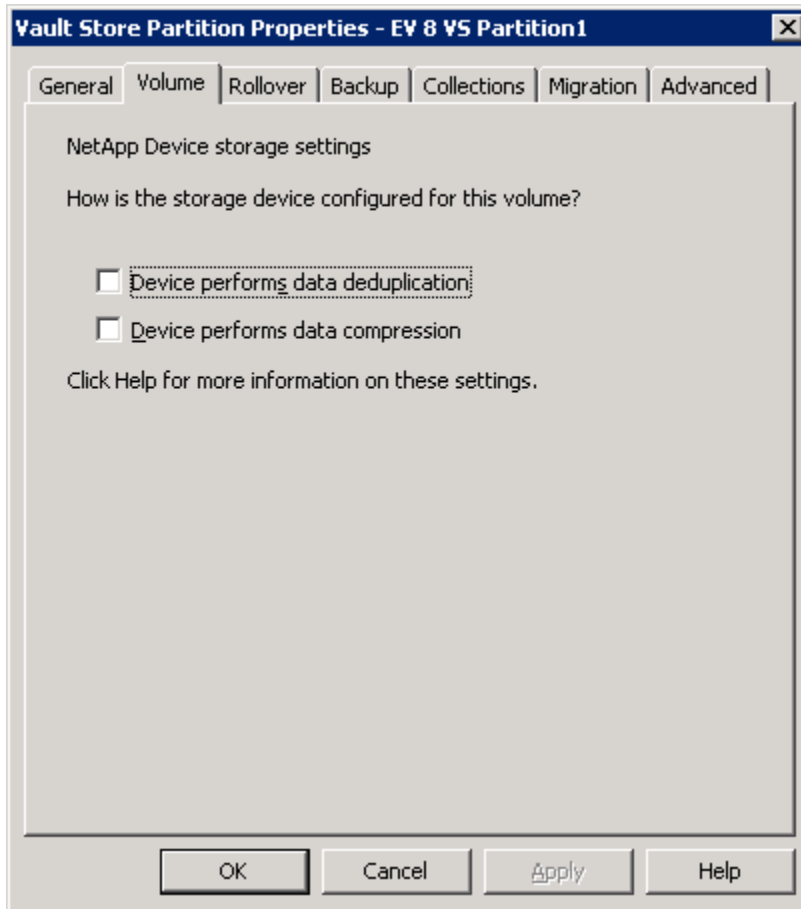 Vault Store Partition Properties - EV 8 VS Partition1
General Volume Rollover Backup Collections Migration Advanced
NetApp Device storage settings
How is the storage device configured for this volume?
Device performs data deduplication
Device performs data compression
Click Help for more information on these settings.
OK Cancel Apply Help